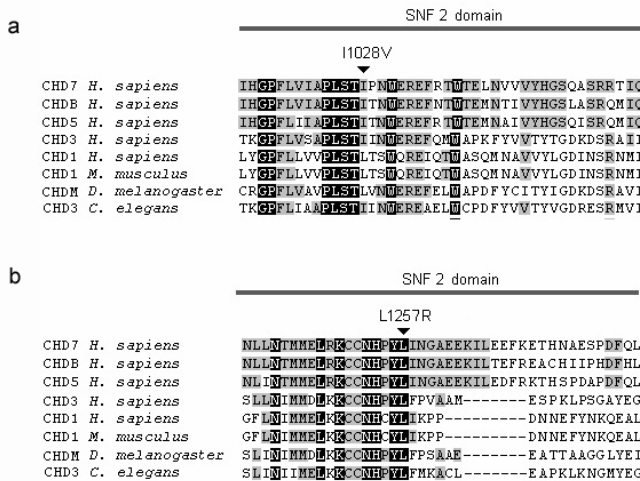 a
SNF 2 domain
I1028V
CHD7 H. sapiens IHGPFLVIAPLSTIPNWEREFRTWTELNVVVYHGSQASRRTIQ
CHDB H. sapiens IHGPFLVIAPLSTITNWEREFRTWTEMNTIVYHGSLASRQMIQ
CHD5 H. sapiens IHGPFLIIAPLSTITNWEREFRTWTEMNAIVYHGSQISRQMIQ
CHD3 H. sapiens TKGPFLVSAPLSTIINWEREFQMWAPKFYVVTYTGDKDSRAII
CHD1 H. sapiens LYGPFLLVVPLSTLTSWQREIQTWASQMNAVVYLGDINSRNMI
CHD1 M. musculus LYGPFLLVVPLSTLTSWQREIQTWASQMNAVVYLGDINSRNMI
CHDM D. melanogaster CRGPFLVAVPLSTLVNWEREFELWAPDFYCITYIGDKDSRAVI
CHD3 C. elegans TKGPFLIAAPLSTIINWEREAELWCPDFYVVTYVGDRESRMVI
b
SNF 2 domain
L1257R
CHD7 H. sapiens NLLNTMMELRKCCNHPYLINGAEEKILEEFKETHNAESPDFQL
CHDB H. sapiens NLLNTMMELRKCCNHPYLINGAEEKILTEFREACHIIPHDFHL
CHD5 H. sapiens NLINTMMELRKCCNHPYLINGAEEKILEDFRKTHSPDAPDFQL
CHD3 H. sapiens SLLNIMMDLKKCCNHPYLFPVAAM-------ESPKLPSGAYEG
CHD1 H. sapiens GFLNIMMELKKCCNHCYLIKPP---------DNNEFYNKQEAL
CHD1 M. musculus GFLNIMMELKKCCNHCYLIKPP---------DNNEFYNKQEAL
CHDM D. melanogaster SLINIMMDLKKCCNHPYLFPSAAE-------EATTAAGGLYEI
CHD3 C. elegans SLINIIMELKKCCNHPYLFMKACL-------EAPKLKNGMYEG